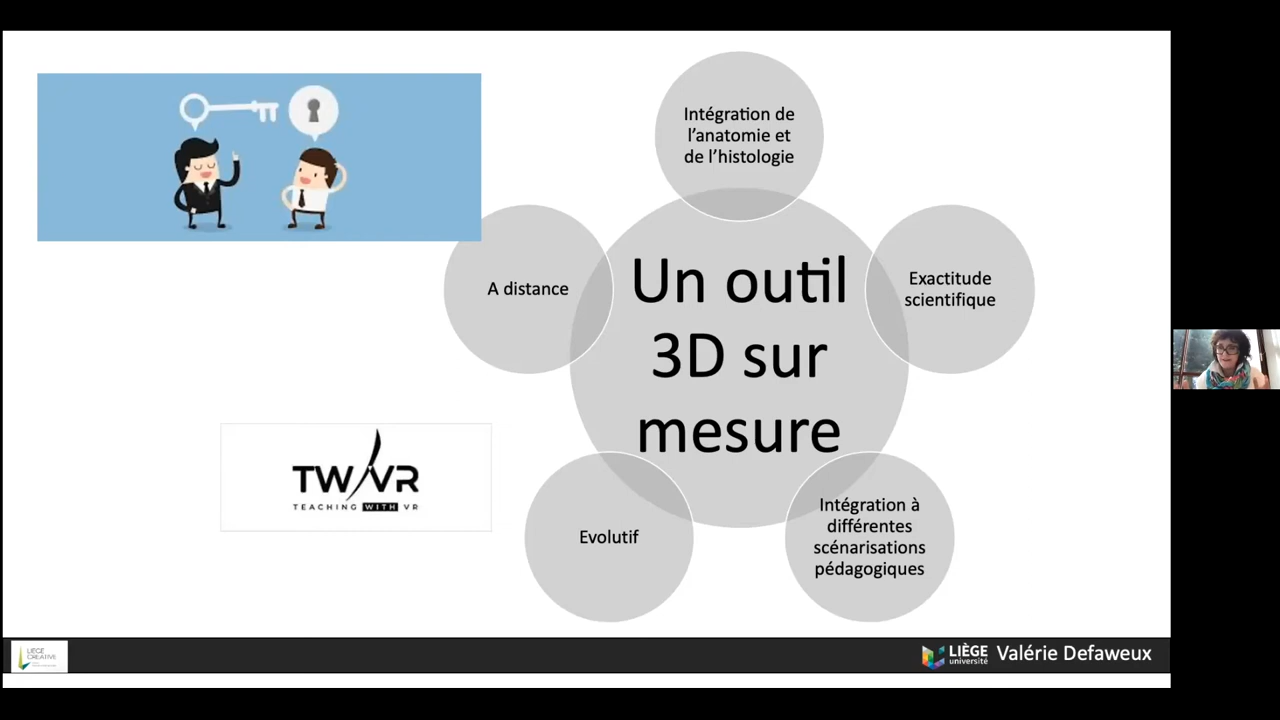 Intégration de
l'anatomie et
de l'histologie
A distance
Un outil
3D sur
mesure
Exactitude
scientifique
TW/VR
TEACHING WITH VR
Evolutif
Intégration à
différentes
scénarisations
pédagogiques
LIÈGE
CREATIVE
LIÈGE
université
Valérie Defaweux